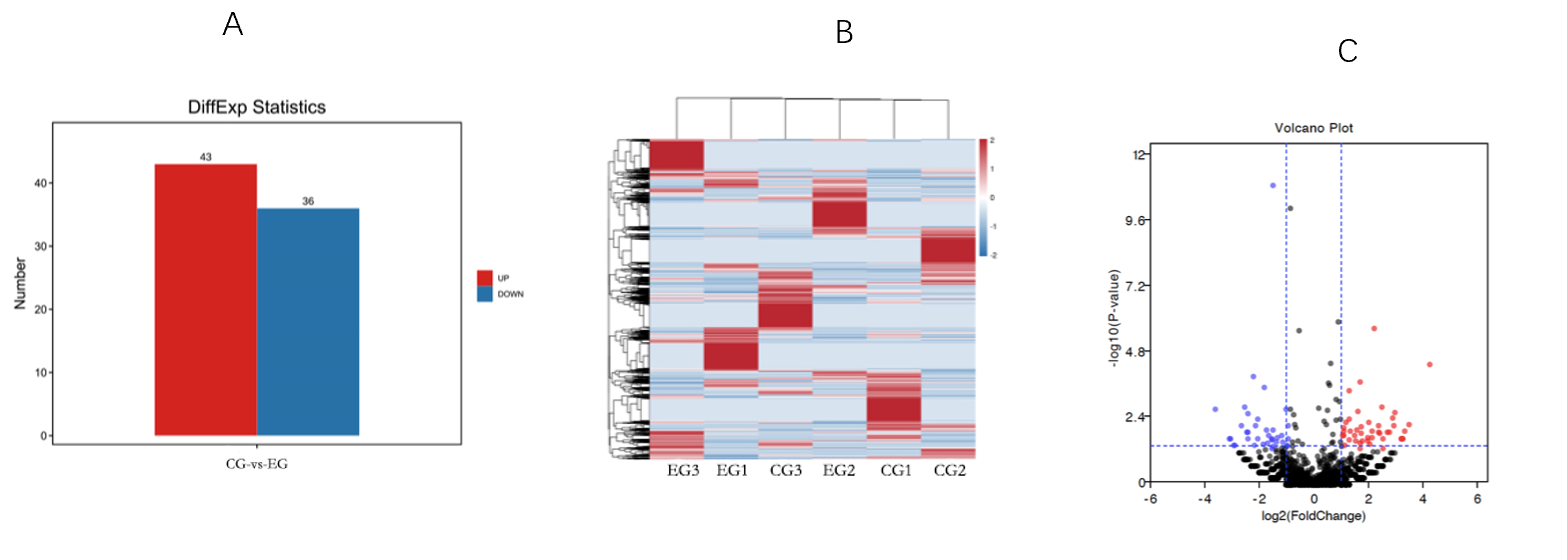 A
B
C
DiffExp Statistics
43
36
40
30
20
10
0
Number
CG-vs-EG
UP
DOWN
2
1
0
-1
-2
EG3 EG1 CG3 EG2 CG1 CG2
Volcano Plot
12
9.6
7.2
4.8
2.4
0
-log10(P-value)
-6 -4 -2 0 2 4 6
log2(FoldChange)